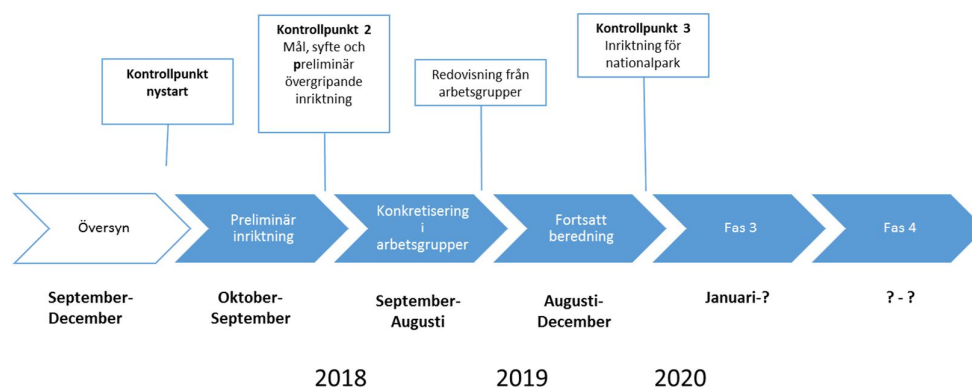 Kontrollpunkt 2
Mål, syfte och
preliminär
övergripande
inriktning
Kontrollpunkt 3
Inriktning för
nationalpark
Kontrollpunkt
nystart
Redovisning från
arbetsgrupper
Översyn
Preliminär
inriktning
Konkretisering
i
arbetsgrupper
Fortsatt
beredning
Fas 3
Fas 4
September-
December
Oktober-
September
September-
Augusti
Augusti-
December
Januari-?
? - ?
2018
2019
2020